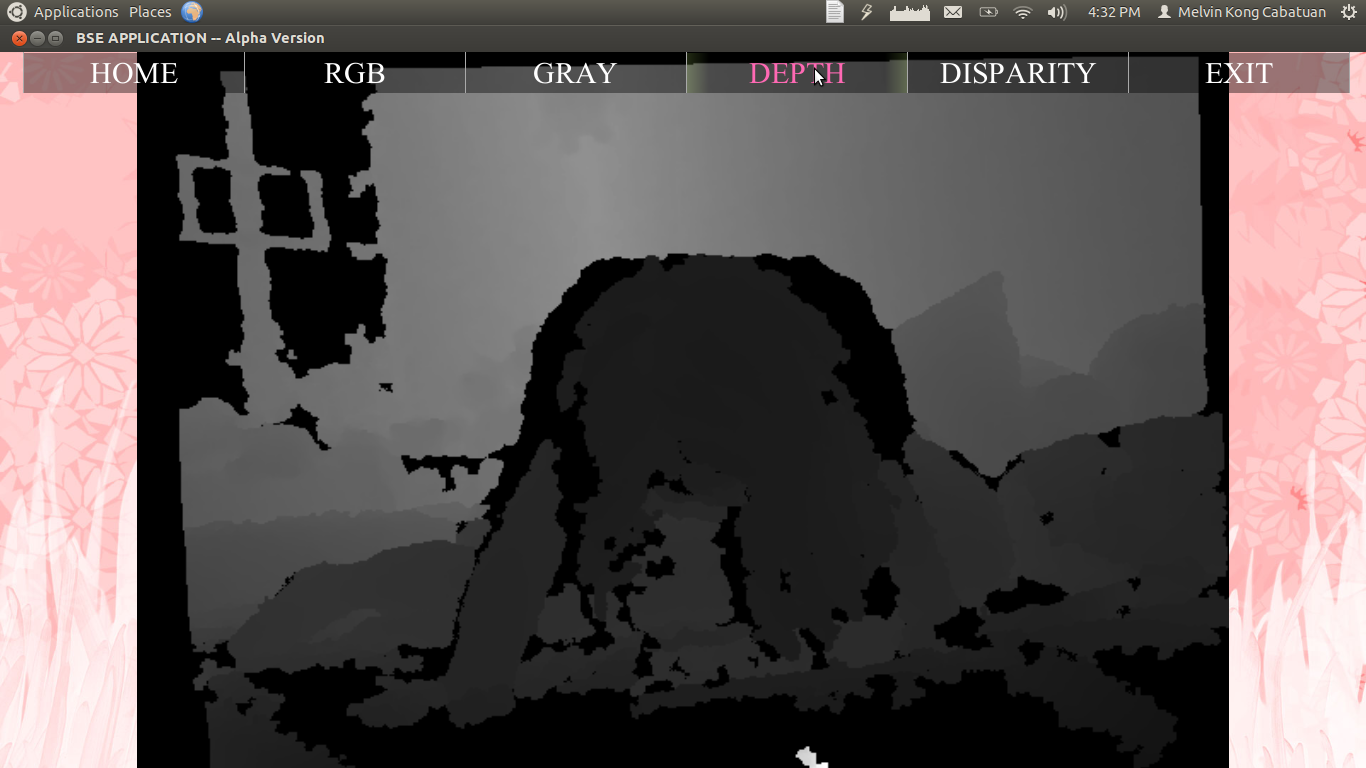 Applications Places 4:32 PM Melvin Kong Cabatuan
BSE APPLICATION -- Alpha Version
HOME RGB GRAY DEPTH DISPARITY EXIT